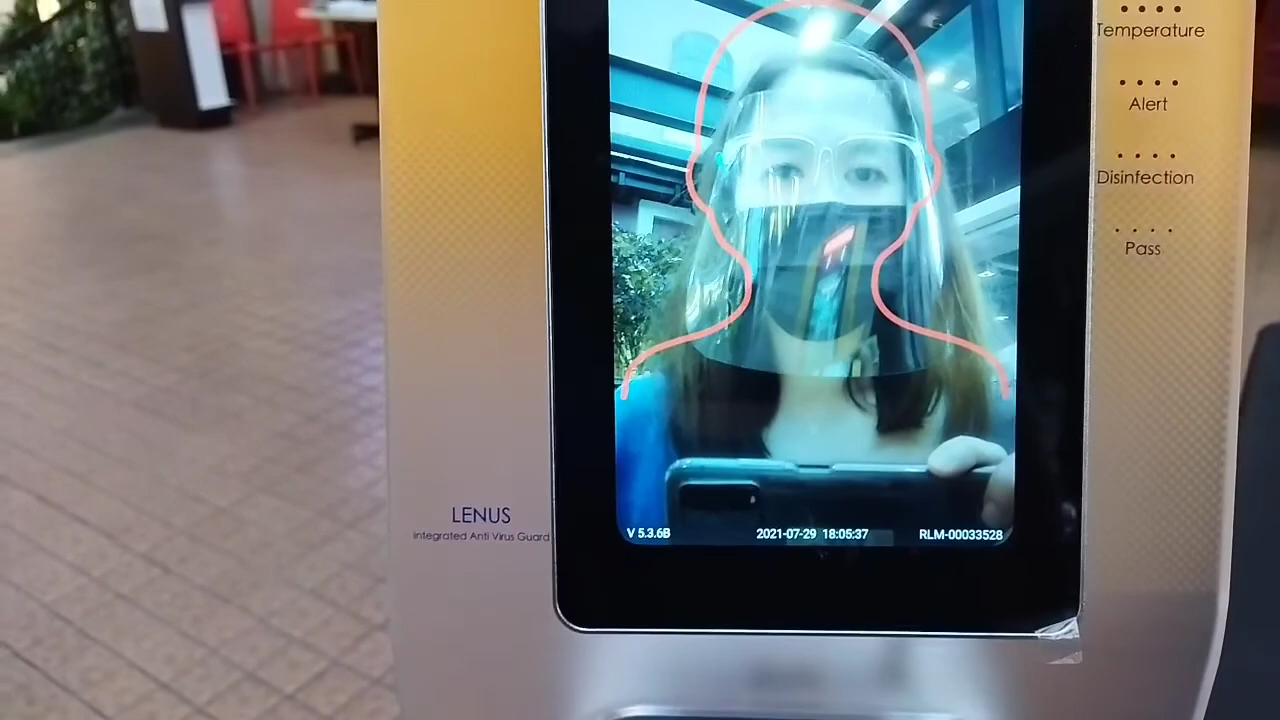 Temperature
Alert
Disinfection
Pass
LENUS
Integrated Anti Virus Guard
V 5.3.6B 2021-07-29 18:05:37 RLM-00033528